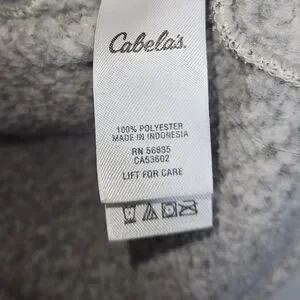 Cabela's
100% POLYESTER
MADE IN INDONESIA
RN 56835
CA53602
LIFT FOR CARE